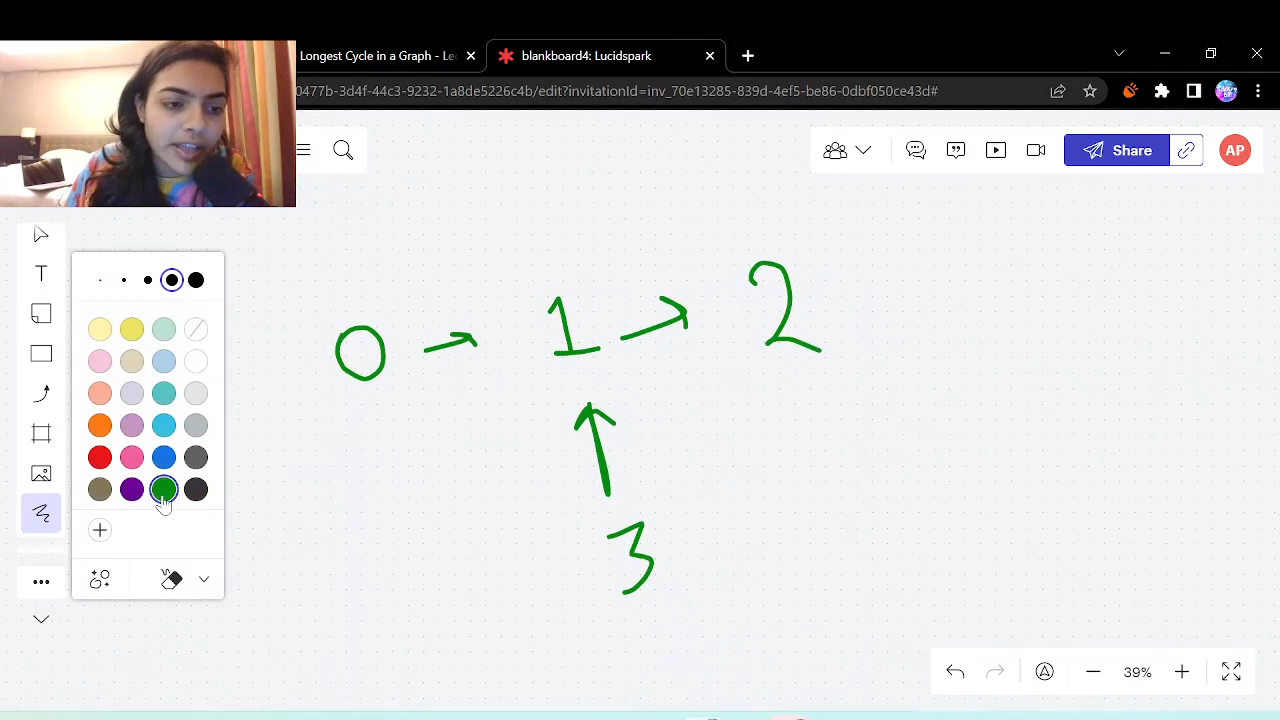 Longest Cycle in a Graph - Le
blankboard4: Lucidspark
0477b-3d4f-44c3-9232-1a8de5226c4b/edit?invitationId=inv_70e13285-839d-4ef5-be86-0dbf050ce43d#
Share
AP
T
0 → 1 → 2
↑
3
39%